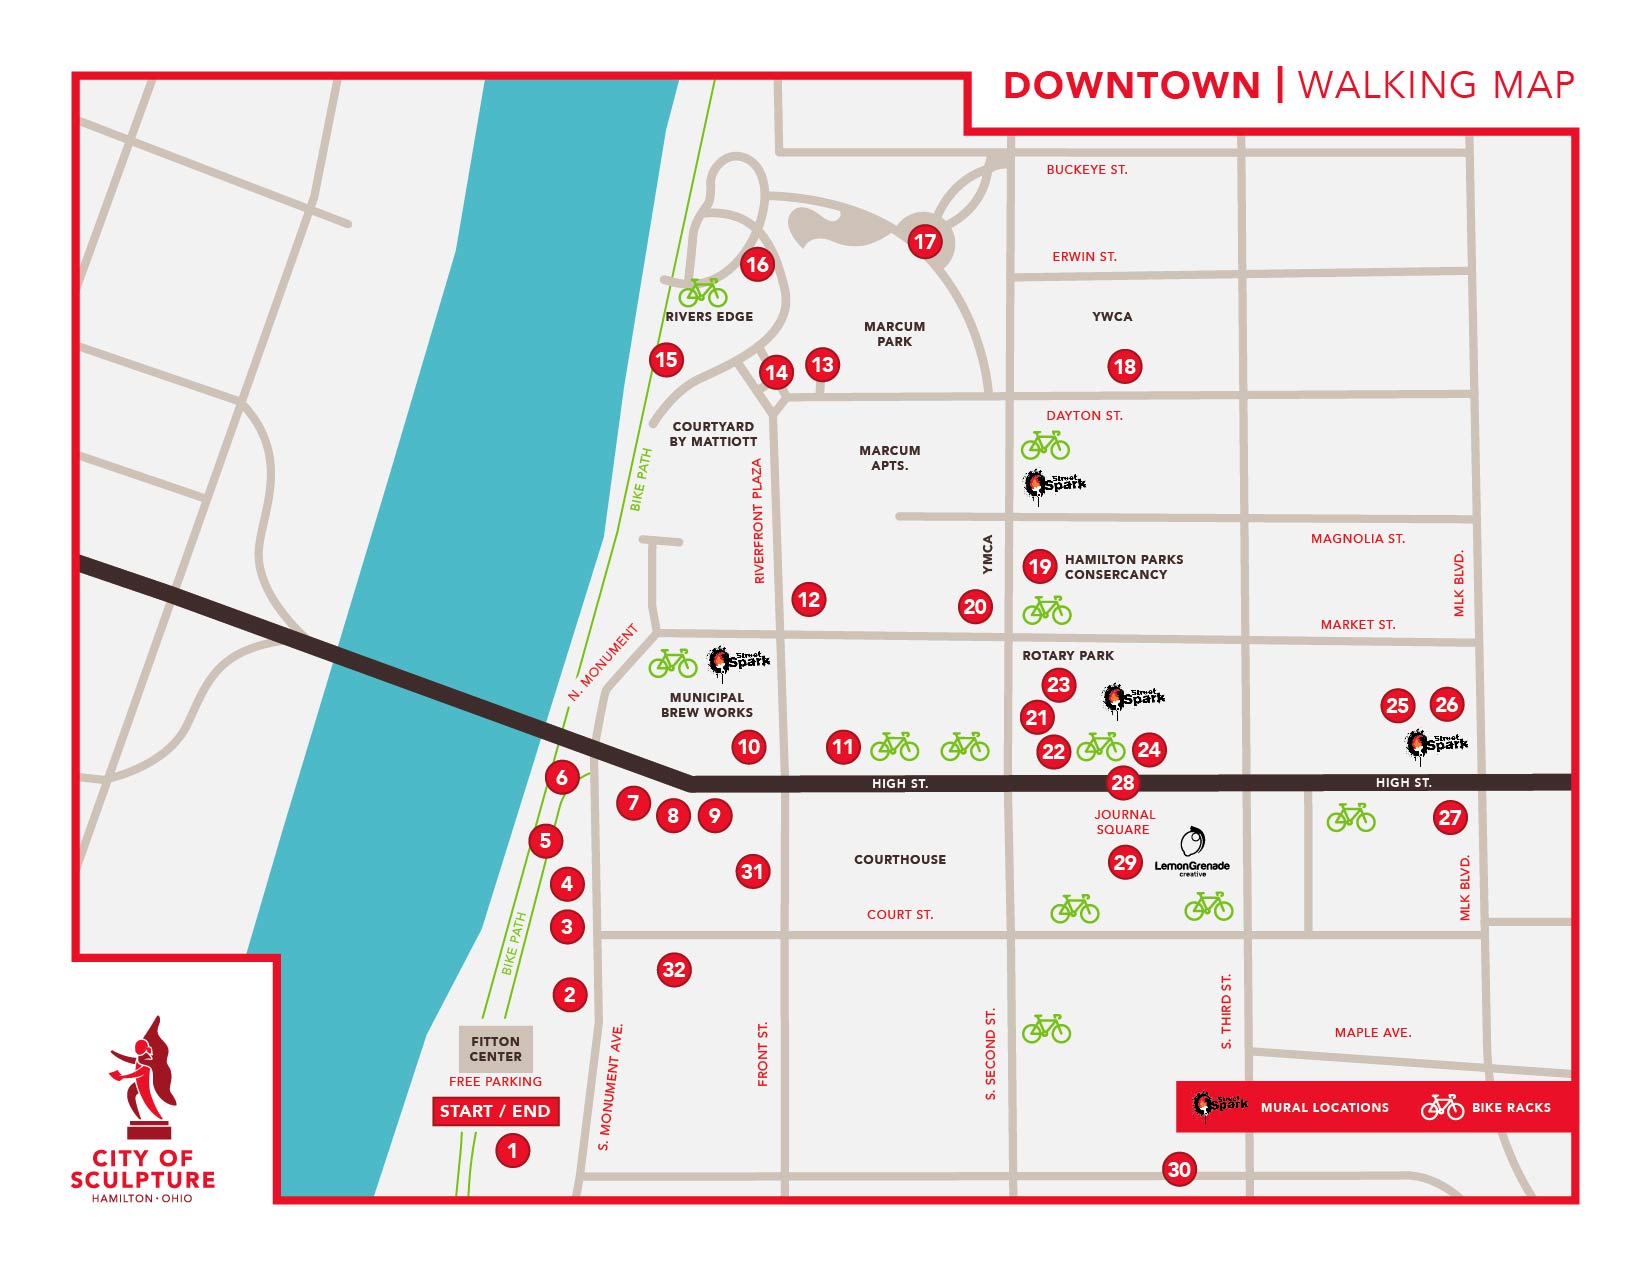 DOWNTOWN | WALKING MAP
BUCKEYE ST.
ERWIN ST.
17
16
RIVERS EDGE
YWCA
MARCUM
PARK
15
14
13
18
DAYTON ST.
COURTYARD
BY MATTIOTT
MARCUM
APTS.
BIKE PATH
RIVERFRONT PLAZA
Street
Spark
MAGNOLIA ST.
YMCA
19
HAMILTON PARKS
CONSERCANCY
MLK BLVD.
12
20
MARKET ST.
N. MONUMENT
Street
Spark
ROTARY PARK
MUNICIPAL
BREW WORKS
23
Street
Spark
21
25
26
10
11
22
24
Street
Spark
6
HIGH ST.
28
HIGH ST.
7
8
9
JOURNAL
SQUARE
27
5
31
COURTHOUSE
29
LemonGrenade
creative
4
3
COURT ST.
MLK BLVD.
BIKE PATH
32
2
FITTON
CENTER
FREE PARKING
START / END
1
S. MONUMENT AVE.
FRONT ST.
S. SECOND ST.
S. THIRD ST.
MAPLE AVE.
Street
Spark
MURAL LOCATIONS
BIKE RACKS
30
CITY OF
SCULPTURE
HAMILTON · OHIO